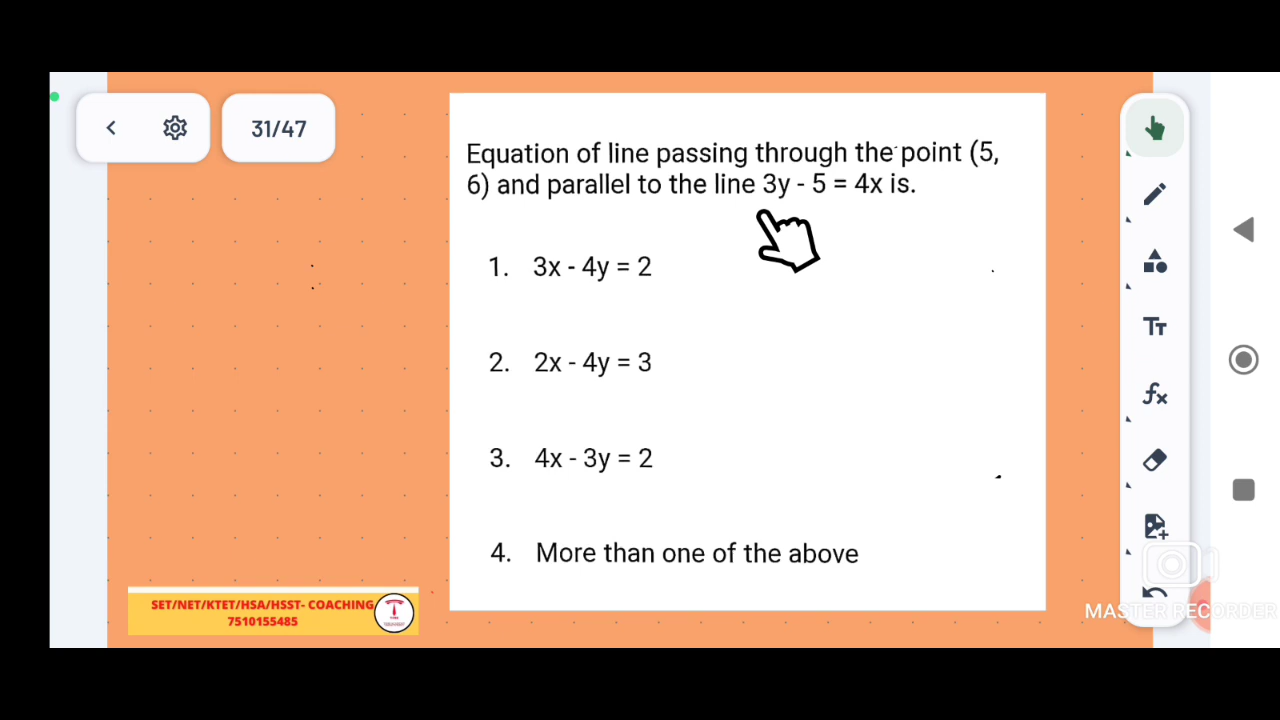 31/47
Equation of line passing through the point (5,
6) and parallel to the line 3y - 5 = 4x is.
1. 3x - 4y = 2
2. 2x - 4y = 3
3. 4x - 3y = 2
4. More than one of the above
SET/NET/KTET/HSA/HSST- COACHING
7510155485
Tт
fx
MASTER RECORDER